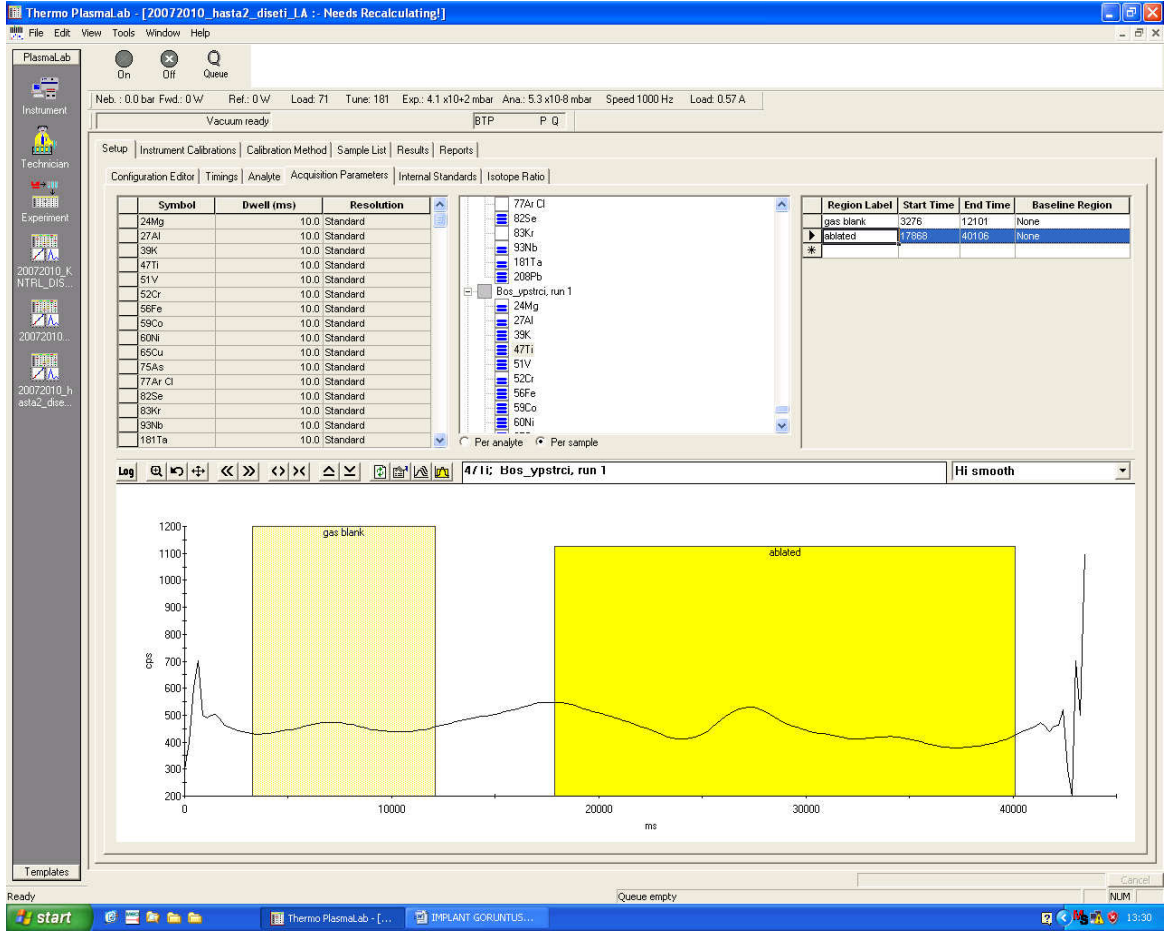 Thermo PlasmaLab - [20072010_hasta2_diseti_LA :- Needs Recalculating!]
File Edit View Tools Window Help
PlasmaLab
On Off Queue
Instrument
Neb. : 0.0 bar Fwd.: 0 W Ref.: 0 W Load: 71 Tune: 181 Exp.: 4.1 x10+2 mbar Ana.: 5.3 x10-8 mbar Speed 1000 Hz Load: 0.57 A
Vacuum ready BTP P Q
Technician
Setup Instrument Calibrations Calibration Method Sample List Results Reports
Configuration Editor Timings Analyte Acquisition Parameters Internal Standards Isotope Ratio
Experiment
20072010_K
NTRL_DIS...
20072010...
20072010_h
asta2_dise...
Symbol Dwell (ms) Resolution
24Mg 10.0 Standard
27Al 10.0 Standard
39K 10.0 Standard
47Ti 10.0 Standard
51V 10.0 Standard
52Cr 10.0 Standard
56Fe 10.0 Standard
59Co 10.0 Standard
60Ni 10.0 Standard
65Cu 10.0 Standard
75As 10.0 Standard
77Ar Cl 10.0 Standard
82Se 10.0 Standard
83Kr 10.0 Standard
93Nb 10.0 Standard
181Ta 10.0 Standard
77Ar Cl
82Se
83Kr
93Nb
181Ta
208Pb
Bos_ypstrci, run 1
24Mg
27Al
39K
47Ti
51V
52Cr
56Fe
59Co
60Ni
Per analyte Per sample
Region Label Start Time End Time Baseline Region
gas blank 3276 12101 None
ablated 17868 40106 None
Log 47Ti; Bos_ypstrci, run 1 Hi smooth
gas blank
ablated
1200
1100
1000
900
800
700
600
500
400
300
200
cps
0 10000 20000 30000 40000
ms
Templates
Cancel
Ready Queue empty NUM
start Thermo PlasmaLab - [... IMPLANT GORUNTUS... 13:30